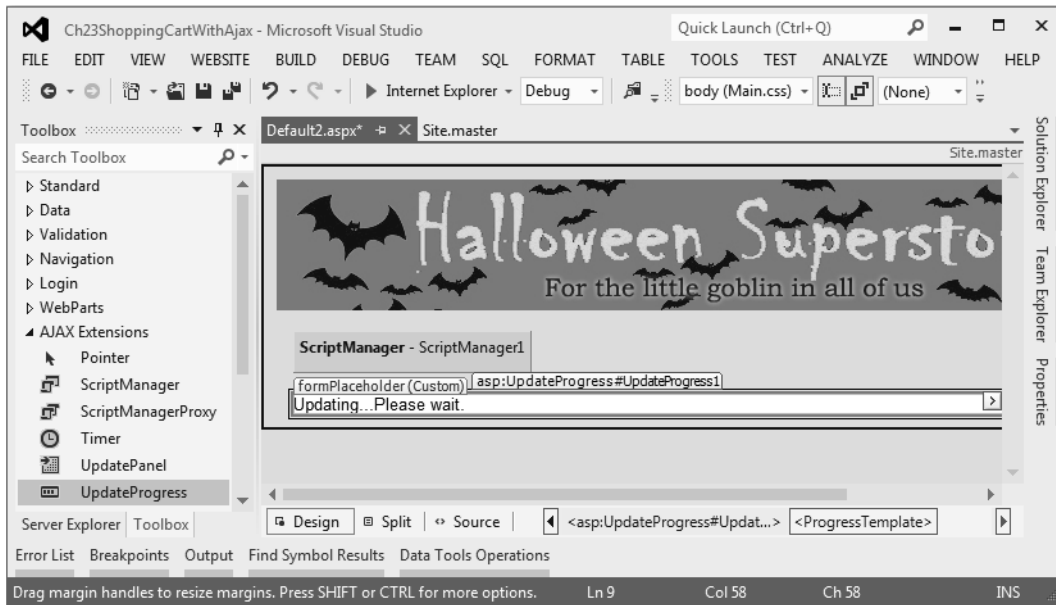 Ch23ShoppingCartWithAjax - Microsoft Visual Studio
Quick Launch (Ctrl+Q)
FILE EDIT VIEW WEBSITE BUILD DEBUG TEAM SQL FORMAT TABLE TOOLS TEST ANALYZE WINDOW HELP
Internet Explorer Debug body (Main.css) (None)
Toolbox
Default2.aspx* Site.master
Search Toolbox
Site.master
Standard
Data
Validation
Navigation
Login
WebParts
AJAX Extensions
Pointer
ScriptManager
ScriptManagerProxy
Timer
UpdatePanel
UpdateProgress
Server Explorer Toolbox
Halloween Supersto
For the little goblin in all of us
ScriptManager - ScriptManager1
formPlaceholder (Custom) asp:UpdateProgress#UpdateProgress1
Updating...Please wait.
Design Split Source <asp:UpdateProgress#Updat...> <ProgressTemplate>
Solution Explorer
Team Explorer
Properties
Error List Breakpoints Output Find Symbol Results Data Tools Operations
Drag margin handles to resize margins. Press SHIFT or CTRL for more options. Ln 9 Col 58 Ch 58 INS